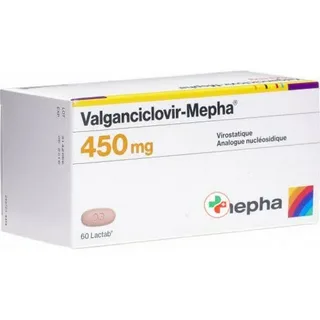 Valganciclovir-Mepha®
450 mg
Virostatique
Analogue nucléosidique
mepha
60 Lactab®